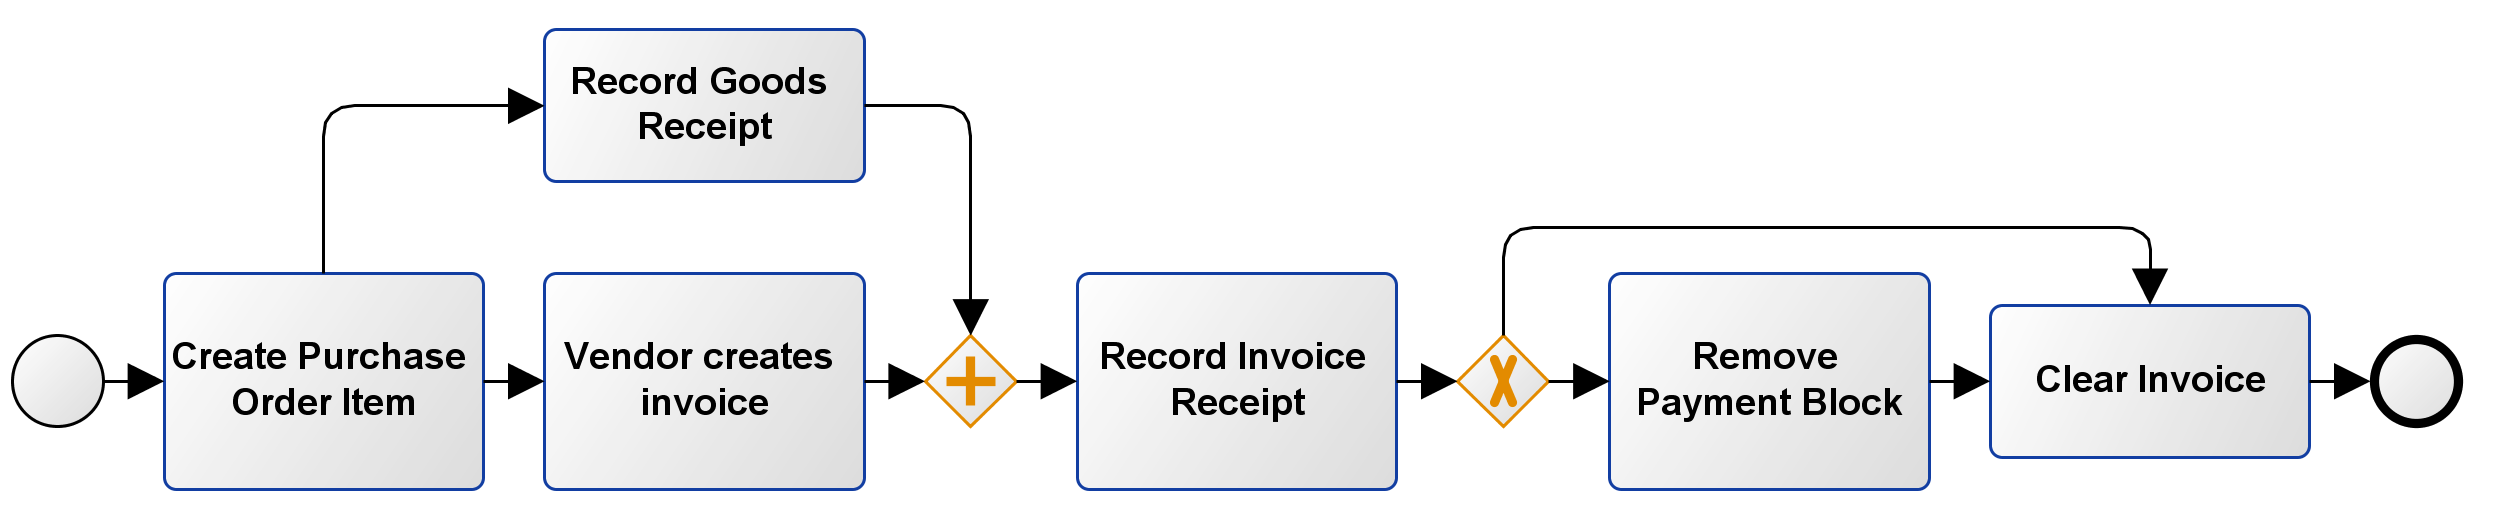 Record Goods
Receipt
Create Purchase
Order Item
Vendor creates
invoice
Record Invoice
Receipt
Remove
Payment Block
Clear Invoice